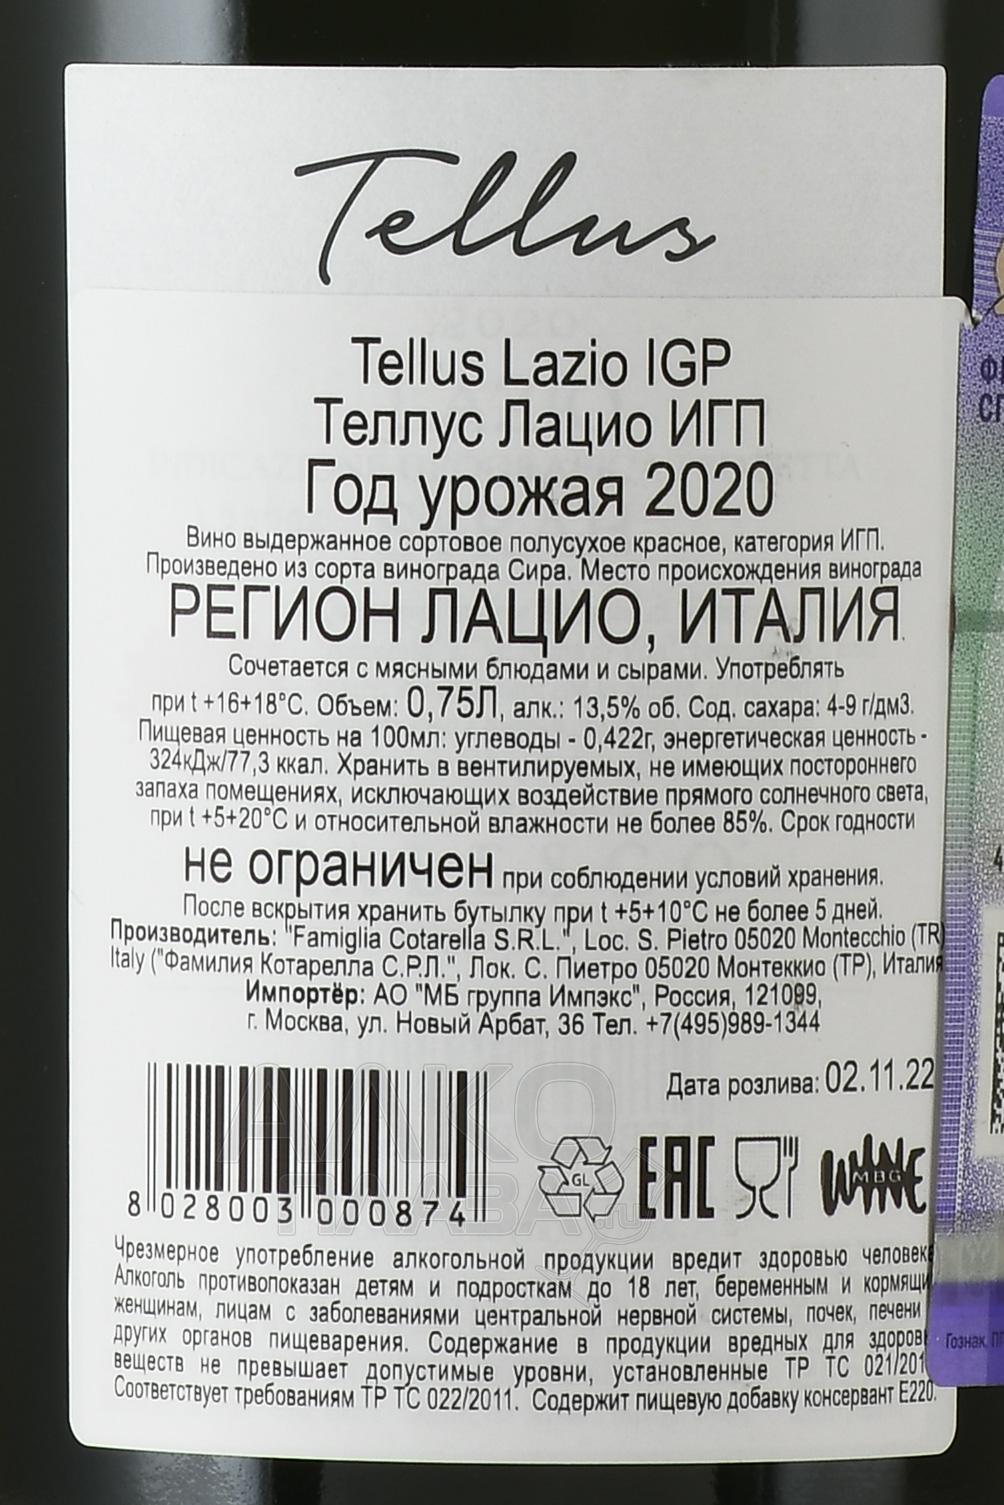 Tellus
Tellus Lazio IGP
Теллус Лацио ИГП
Год урожая 2020
Вино выдержанное сортовое полусухое красное, категория ИГП.
Произведено из сорта винограда Сира. Место происхождения винограда
РЕГИОН ЛАЦИО, ИТАЛИЯ.
Сочетается с мясными блюдами и сырами. Употреблять
при t +16+18°C. Объем: 0,75Л, алк.: 13,5% об. Сод. сахара: 4-9 г/дм3.
Пищевая ценность на 100мл: углеводы - 0,422г, энергетическая ценность -
324кДж/77,3 ккал. Хранить в вентилируемых, не имеющих постороннего
запаха помещениях, исключающих воздействие прямого солнечного света,
при t +5+20°C и относительной влажности не более 85%. Срок годности
не ограничен при соблюдении условий хранения.
После вскрытия хранить бутылку при t +5+10°C не более 5 дней.
Производитель: "Famiglia Cotarella S.R.L.", Loc. S. Pietro 05020 Montecchio (TR)
Italy ("Фамилия Котарелла С.Р.Л.", Лок. С. Пиетро 05020 Монтеккио (ТР), Италия
Импортёр: АО "МБ группа Импэкс", Россия, 121099,
г. Москва, ул. Новый Арбат, 36 Тел. +7(495)989-1344
Дата розлива: 02.11.22
GL EAC WINE MBG
8 028003 000874
Чрезмерное употребление алкогольной продукции вредит здоровью человека
Алкоголь противопоказан детям и подросткам до 18 лет, беременным и кормящи
женщинам, лицам с заболеваниями центральной нервной системы, почек, печени
других органов пищеварения. Содержание в продукции вредных для здоровь
веществ не превышает допустимые уровни, установленные ТР ТС 021/201
Соответствует требованиям ТР ТС 022/2011. Содержит пищевую добавку консервант Е220.
АЛКО
ПЛАЗА.ru
Гознак